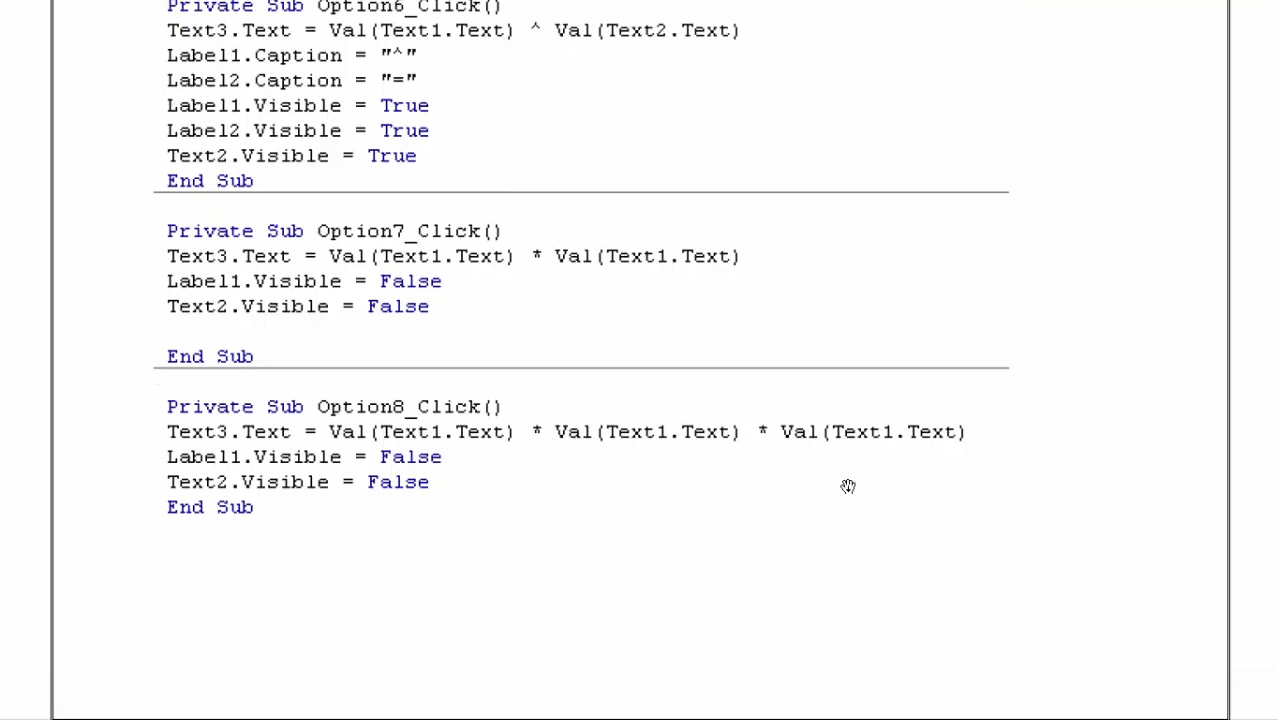 Private Sub Option6_Click()
Text3.Text = Val(Text1.Text) ^ Val(Text2.Text)
Label1.Caption = "^"
Label2.Caption = "="
Label1.Visible = True
Label2.Visible = True
Text2.Visible = True
End Sub
Private Sub Option7_Click()
Text3.Text = Val(Text1.Text) * Val(Text1.Text)
Label1.Visible = False
Text2.Visible = False
End Sub
Private Sub Option8_Click()
Text3.Text = Val(Text1.Text) * Val(Text1.Text) * Val(Text1.Text)
Label1.Visible = False
Text2.Visible = False
End Sub